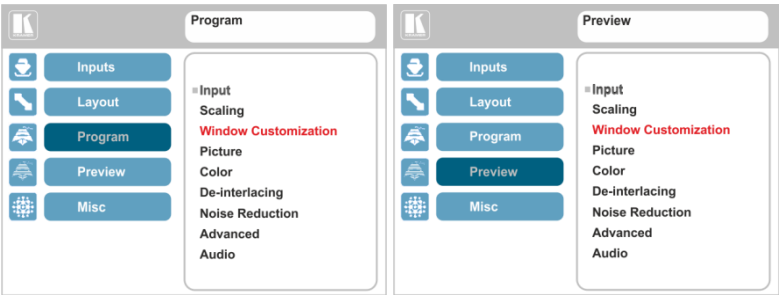 Program
Inputs
Layout
Program
Preview
Misc
Input
Scaling
Window Customization
Picture
Color
De-interlacing
Noise Reduction
Advanced
Audio
Preview
Inputs
Layout
Program
Preview
Misc
Input
Scaling
Window Customization
Picture
Color
De-interlacing
Noise Reduction
Advanced
Audio